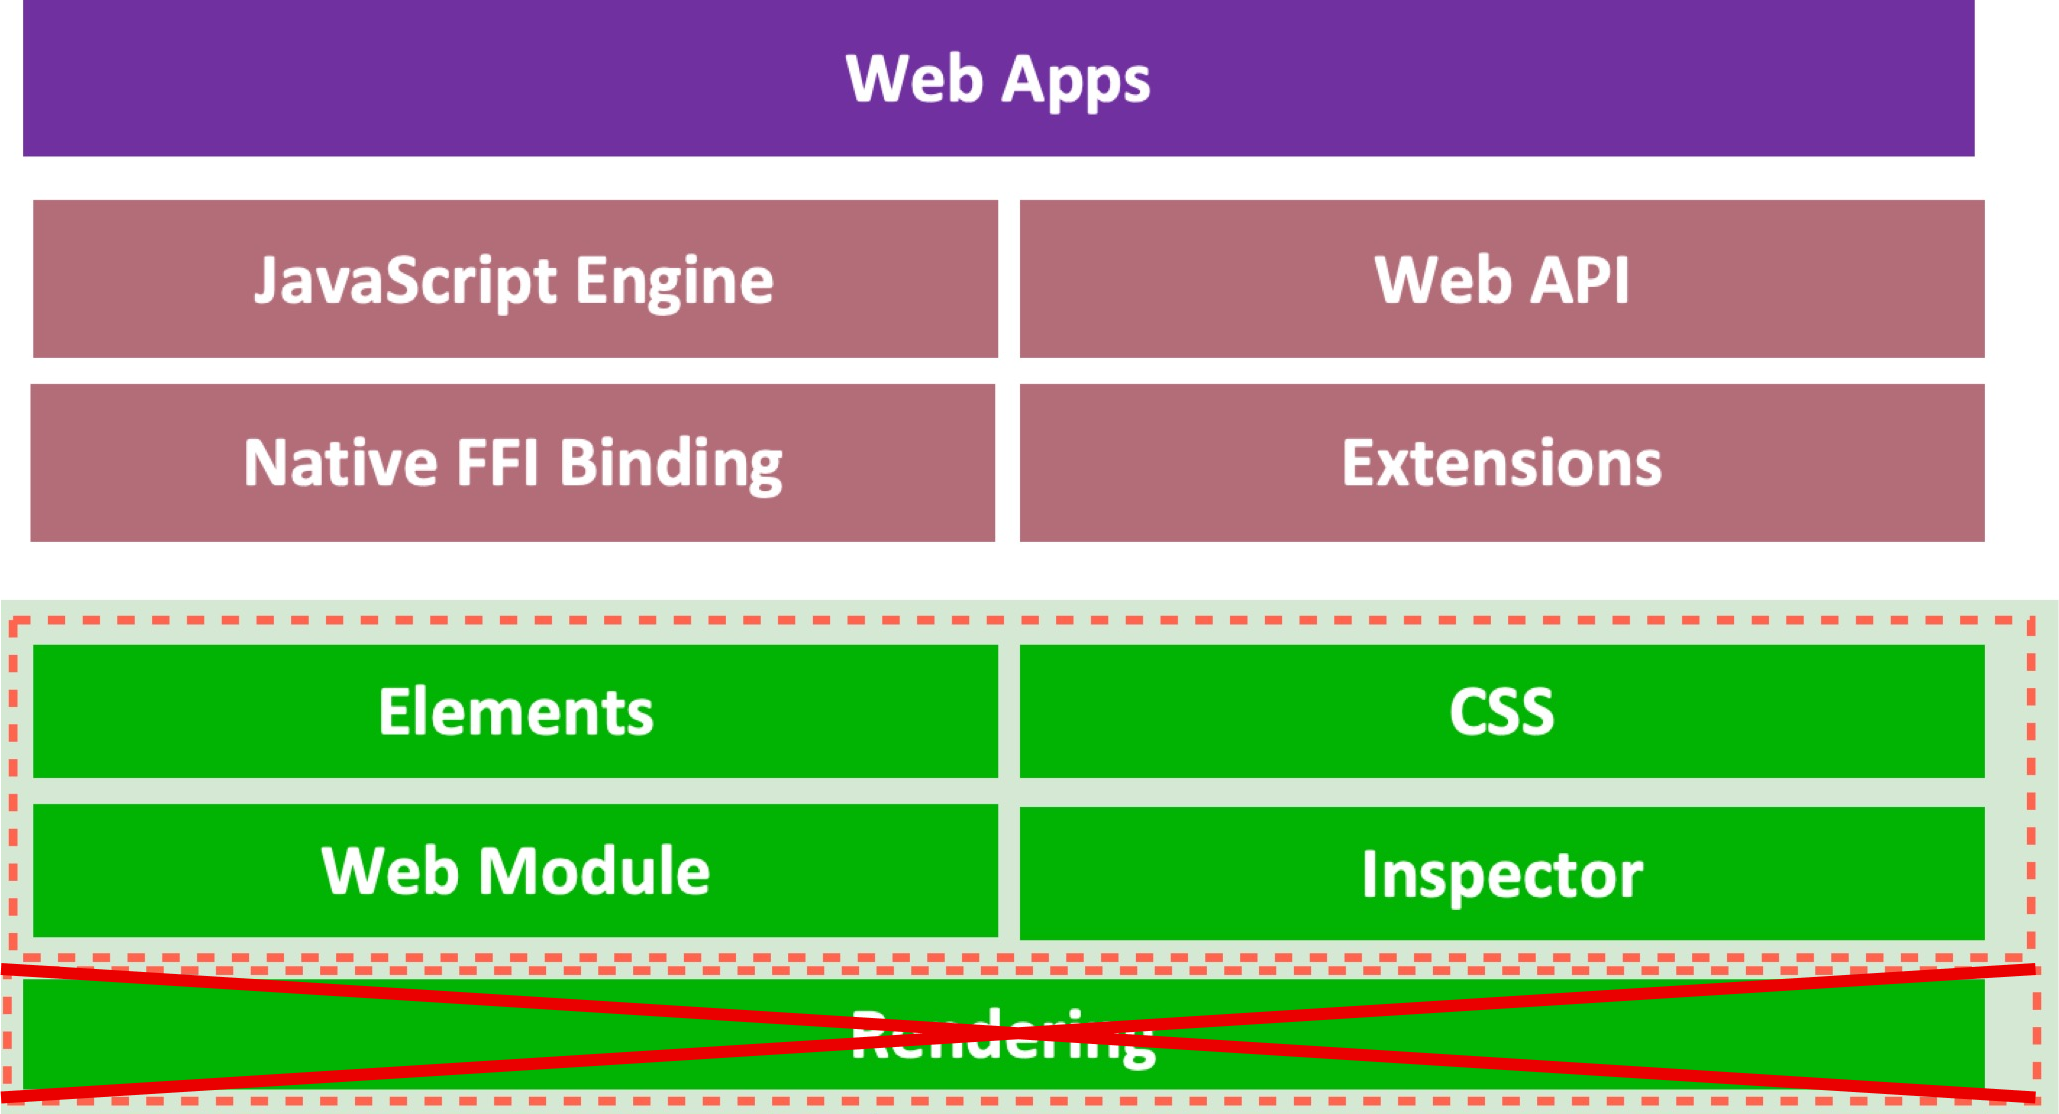 Web Apps
JavaScript Engine
Web API
Native FFI Binding
Extensions
Elements
CSS
Web Module
Inspector
Rendering